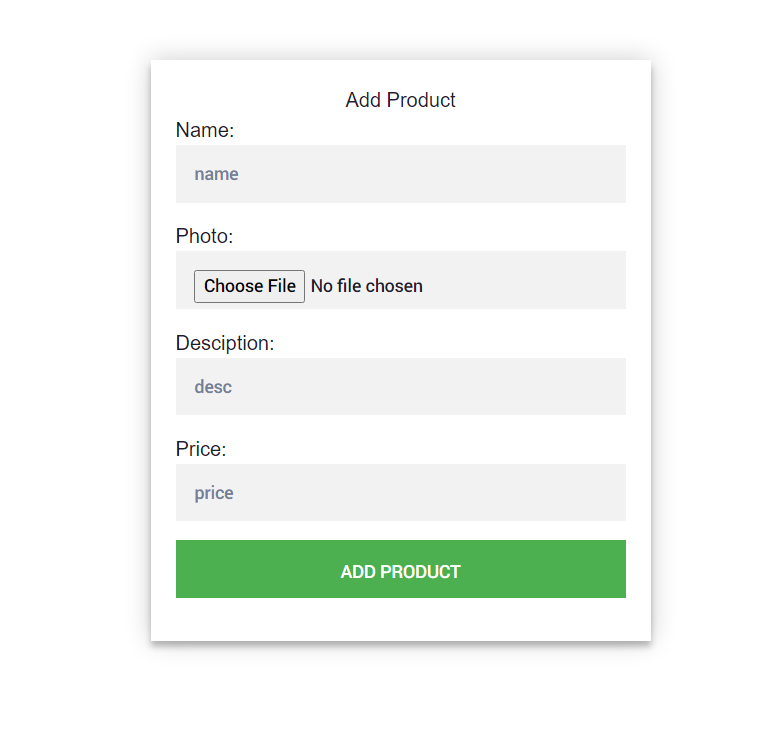 Add Product
Name:
name
Photo:
Choose File No file chosen
Desciption:
desc
Price:
price
ADD PRODUCT